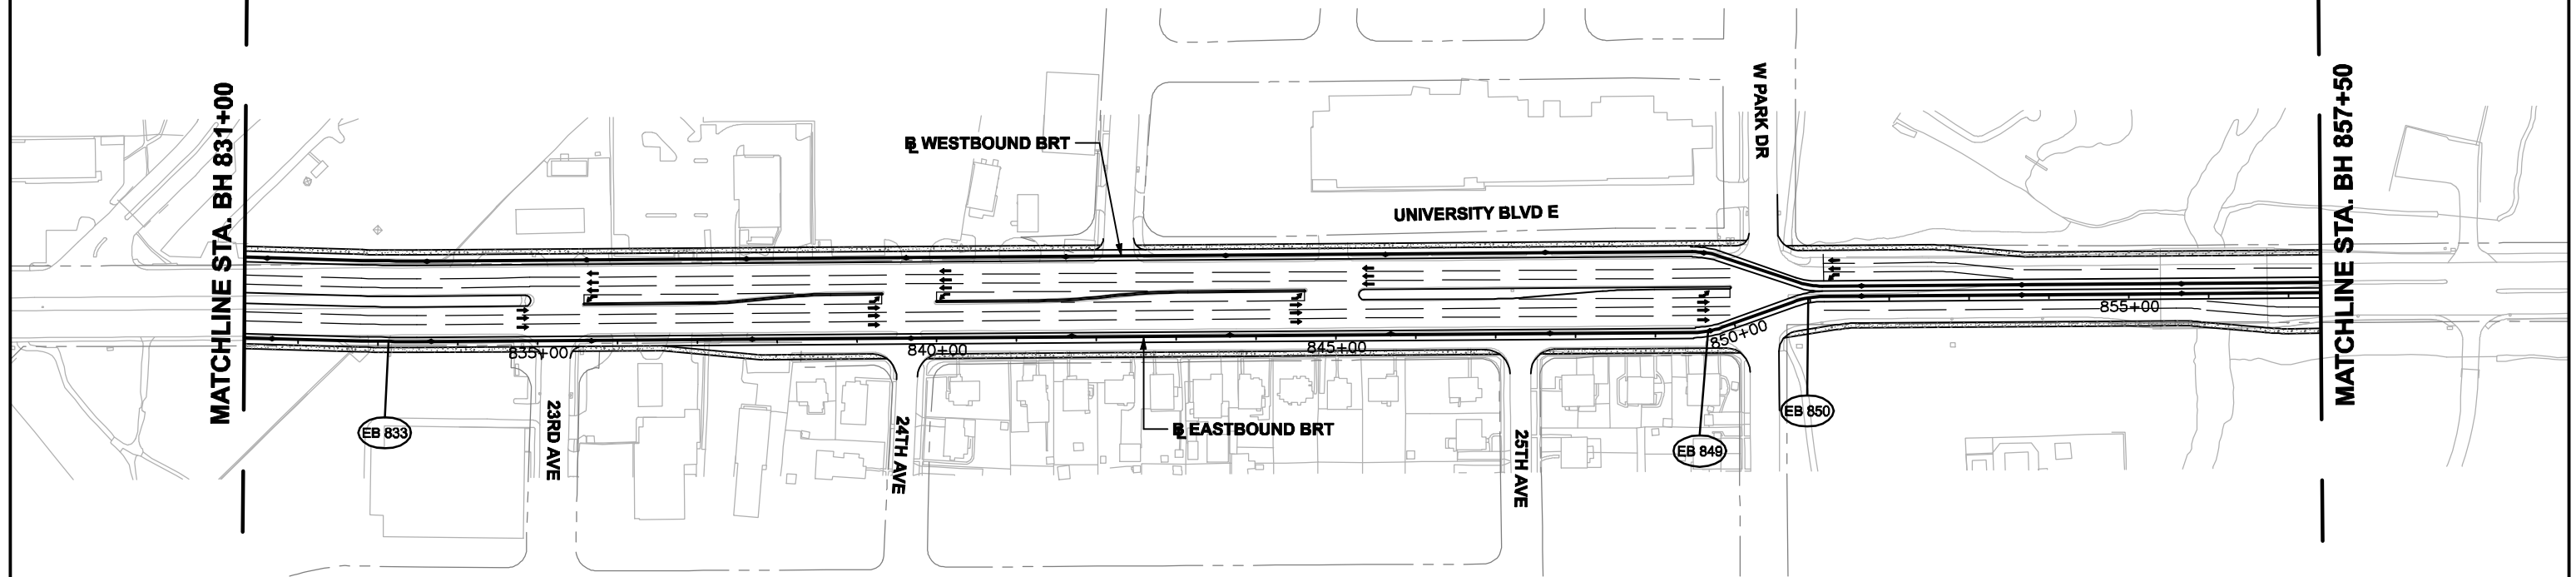 MATCHLINE STA. BH 831+00
MATCHLINE STA. BH 857+50
W PARK DR
BL WESTBOUND BRT
UNIVERSITY BLVD E
835+00
840+00
845+00
850+00
855+00
EB 833
23RD AVE
24TH AVE
BL EASTBOUND BRT
25TH AVE
EB 849
EB 850